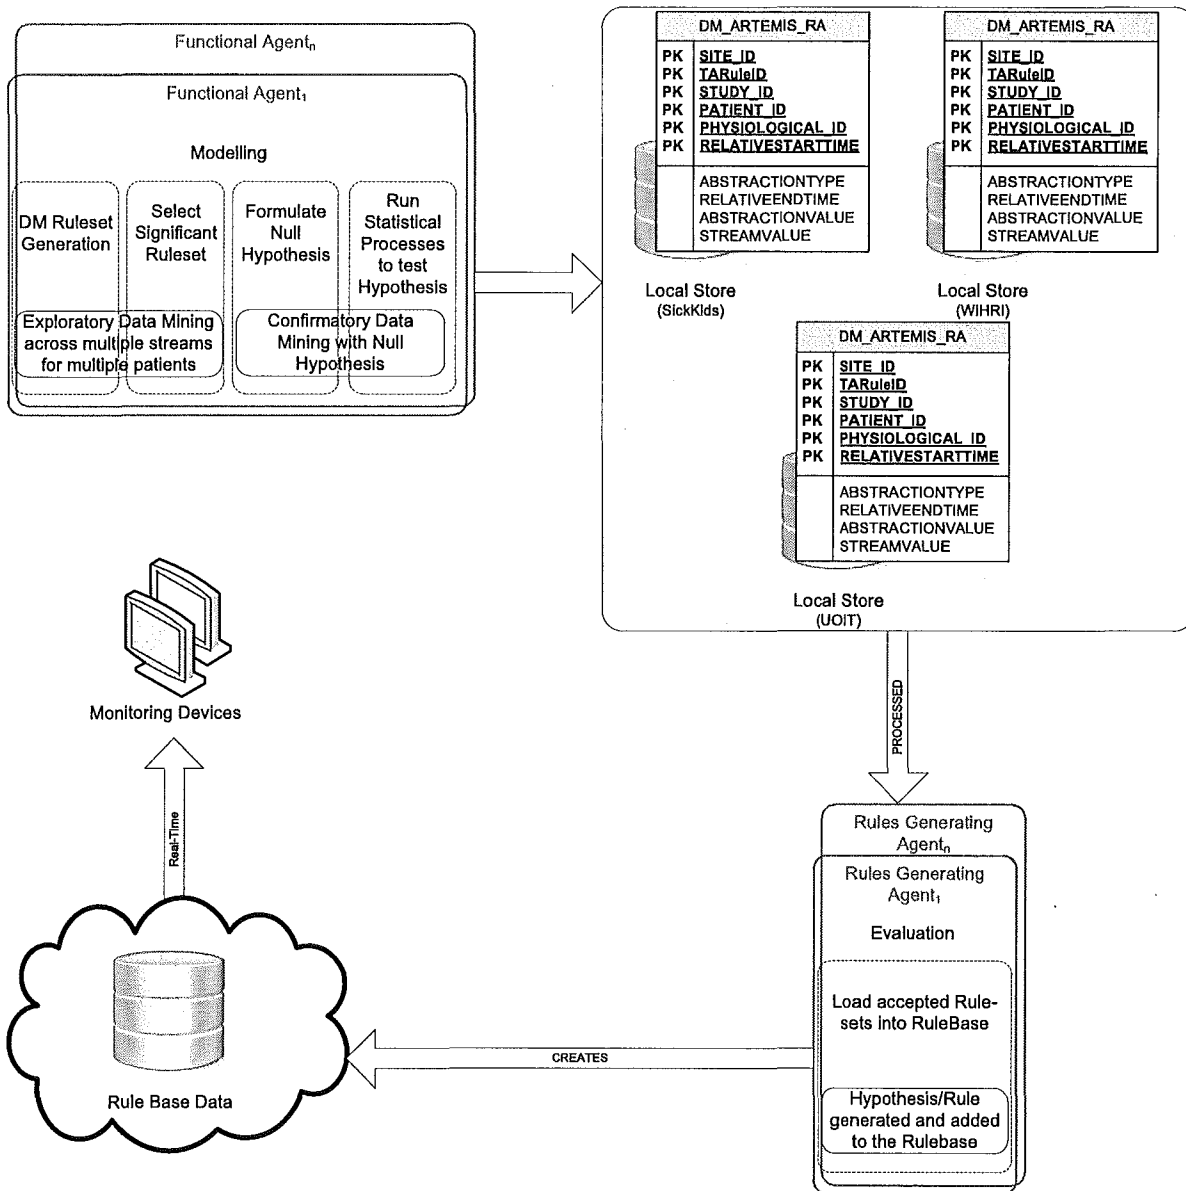 Functional Agentn
Functional Agent1
Modelling
DM Ruleset
Generation
Select
Significant
Ruleset
Formulate
Null
Hypothesis
Run
Statistical
Processes
to test
Hypothesis
Exploratory Data Mining
across multiple streams
for multiple patients
Confirmatory Data
Mining with Null
Hypothesis
DM_ARTEMIS_RA
PK SITE_ID
PK TARuleID
PK STUDY_ID
PK PATIENT_ID
PK PHYSIOLOGICAL_ID
PK RELATIVESTARTTIME
ABSTRACTIONTYPE
RELATIVEENDTIME
ABSTRACTIONVALUE
STREAMVALUE
Local Store
(SickKids)
DM_ARTEMIS_RA
PK SITE_ID
PK TARuleID
PK STUDY_ID
PK PATIENT_ID
PK PHYSIOLOGICAL_ID
PK RELATIVESTARTTIME
ABSTRACTIONTYPE
RELATIVEENDTIME
ABSTRACTIONVALUE
STREAMVALUE
Local Store
(WIHRI)
DM_ARTEMIS_RA
PK SITE_ID
PK TARuleID
PK STUDY_ID
PK PATIENT_ID
PK PHYSIOLOGICAL_ID
PK RELATIVESTARTTIME
ABSTRACTIONTYPE
RELATIVEENDTIME
ABSTRACTIONVALUE
STREAMVALUE
Local Store
(UOIT)
PROCESSED
Rules Generating
Agentn
Rules Generating
Agent1
Evaluation
Load accepted Rule-
sets into RuleBase
Hypothesis/Rule
generated and added
to the Rulebase
CREATES
Rule Base Data
Real-Time
Monitoring Devices